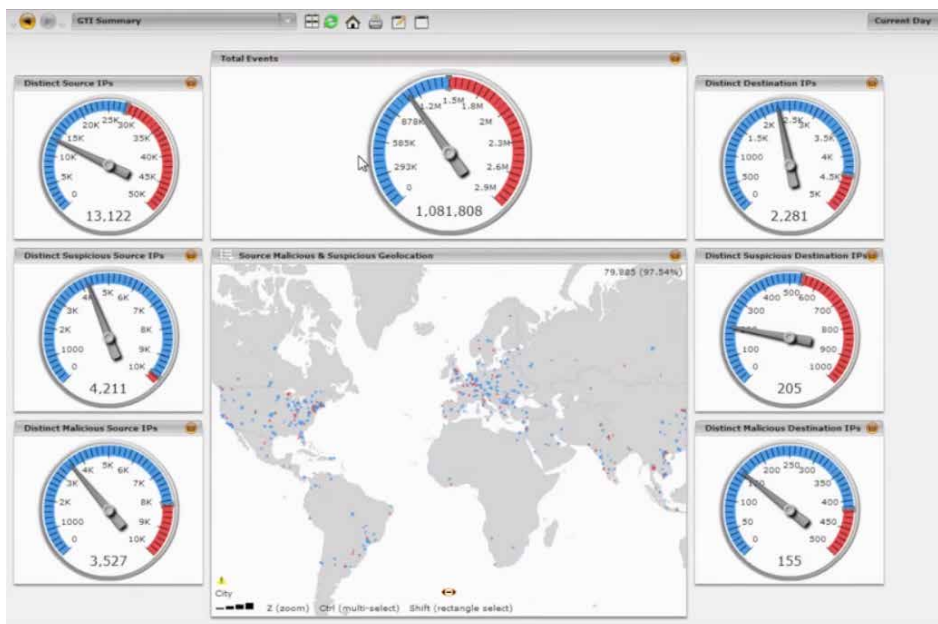 GTI Summary
Current Day
Distinct Source IPs
0
5K
10K
15K
20K
25K
30K
35K
40K
45K
50K
13,122
Total Events
0
293K
585K
878K
1.2M
1.5M
1.8M
2M
2.3M
2.6M
2.9M
1,081,808
Distinct Destination IPs
0
500
1000
1.5K
2K
2.5K
3K
3.5K
4K
4.5K
5K
2,281
Distinct Suspicious Source IPs
0
1000
2K
3K
4K
5K
6K
7K
8K
9K
10K
4,211
Source Malicious & Suspicious Geolocation
79,885 (97.54%)
City
Z (zoom) Ctrl (multi-select) Shift (rectangle select)
Distinct Suspicious Destination IPs
0
100
300
400
500
600
700
800
900
1000
205
Distinct Malicious Source IPs
0
1000
2K
3K
4K
5K
6K
7K
8K
9K
10K
3,527
Distinct Malicious Destination IPs
0
50
100
200
250
300
350
400
450
500
155